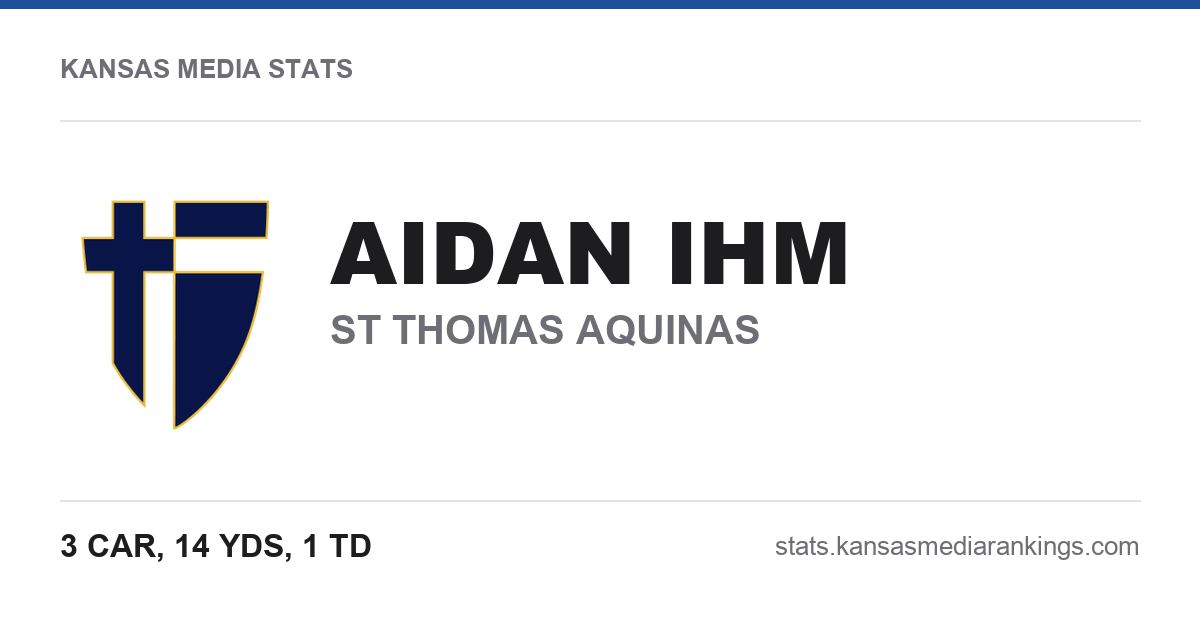 KANSAS MEDIA STATS
AIDAN IHM
ST THOMAS AQUINAS
3 CAR, 14 YDS, 1 TD
stats.kansasmediarankings.com